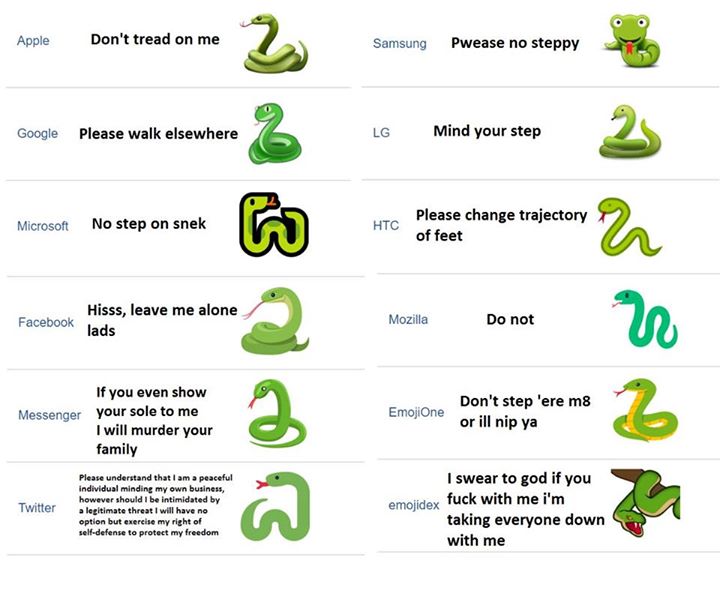 Apple
Don't tread on me
Samsung
Pwease no steppy
Google
Please walk elsewhere
LG
Mind your step
Microsoft
No step on snek
HTC
Please change trajectory
of feet
Facebook
Hisss, leave me alone
lads
Mozilla
Do not
Messenger
If you even show
your sole to me
I will murder your
family
EmojiOne
Don't step 'ere m8
or ill nip ya
Twitter
Please understand that I am a peaceful
individual minding my own business,
however should I be intimidated by
a legitimate threat I will have no
option but exercise my right of
self-defense to protect my freedom
emojidex
I swear to god if you
fuck with me i'm
taking everyone down
with me